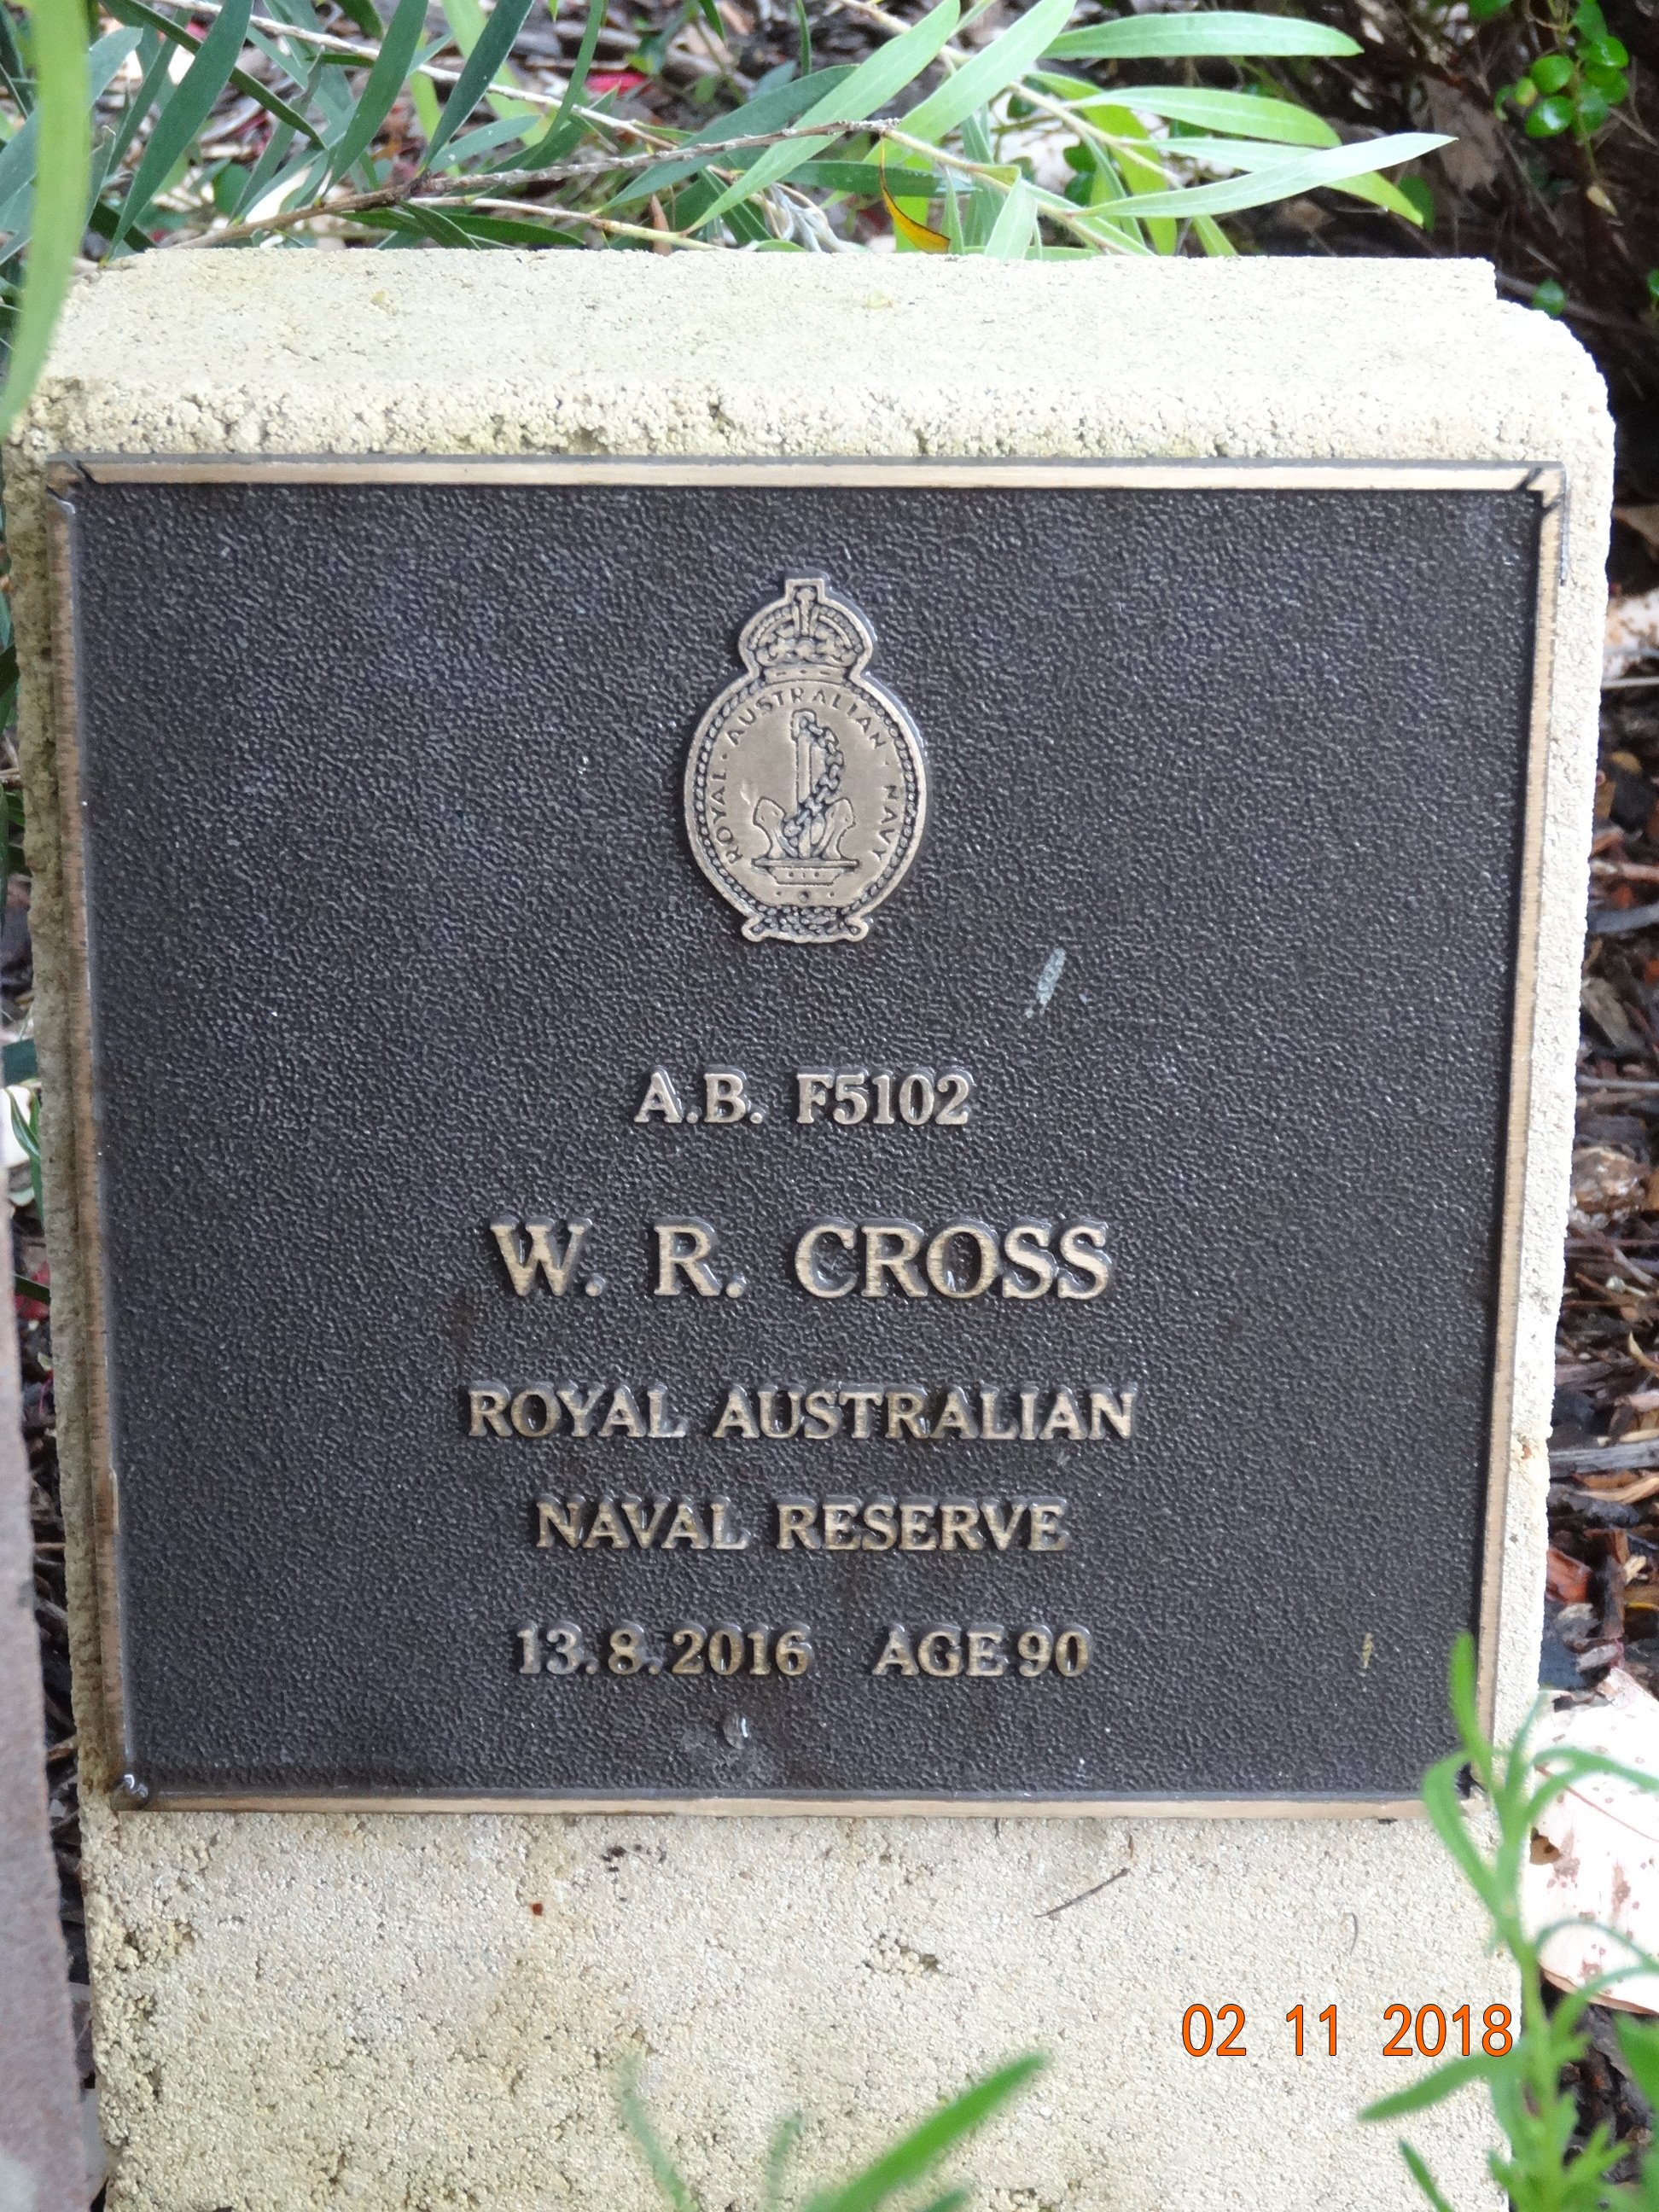 ROYAL · AUSTRALIAN · NAVY
A.B. F5102
W. R. CROSS
ROYAL AUSTRALIAN
NAVAL RESERVE
13.8.2016 AGE 90
02 11 2018